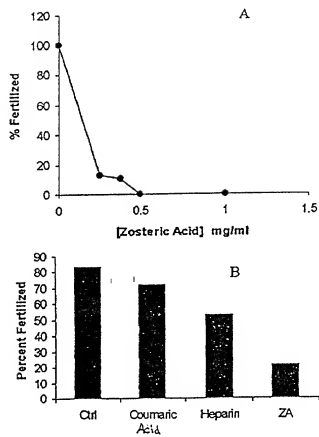 A
120
100
80
60
40
20
0
% Fertilized
0 0.5 1 1.5
[Zosteric Acid] mg/ml
B
90
80
70
60
50
40
30
20
10
0
Percent Fertilized
Ctrl Coumaric Heparin ZA
Acid